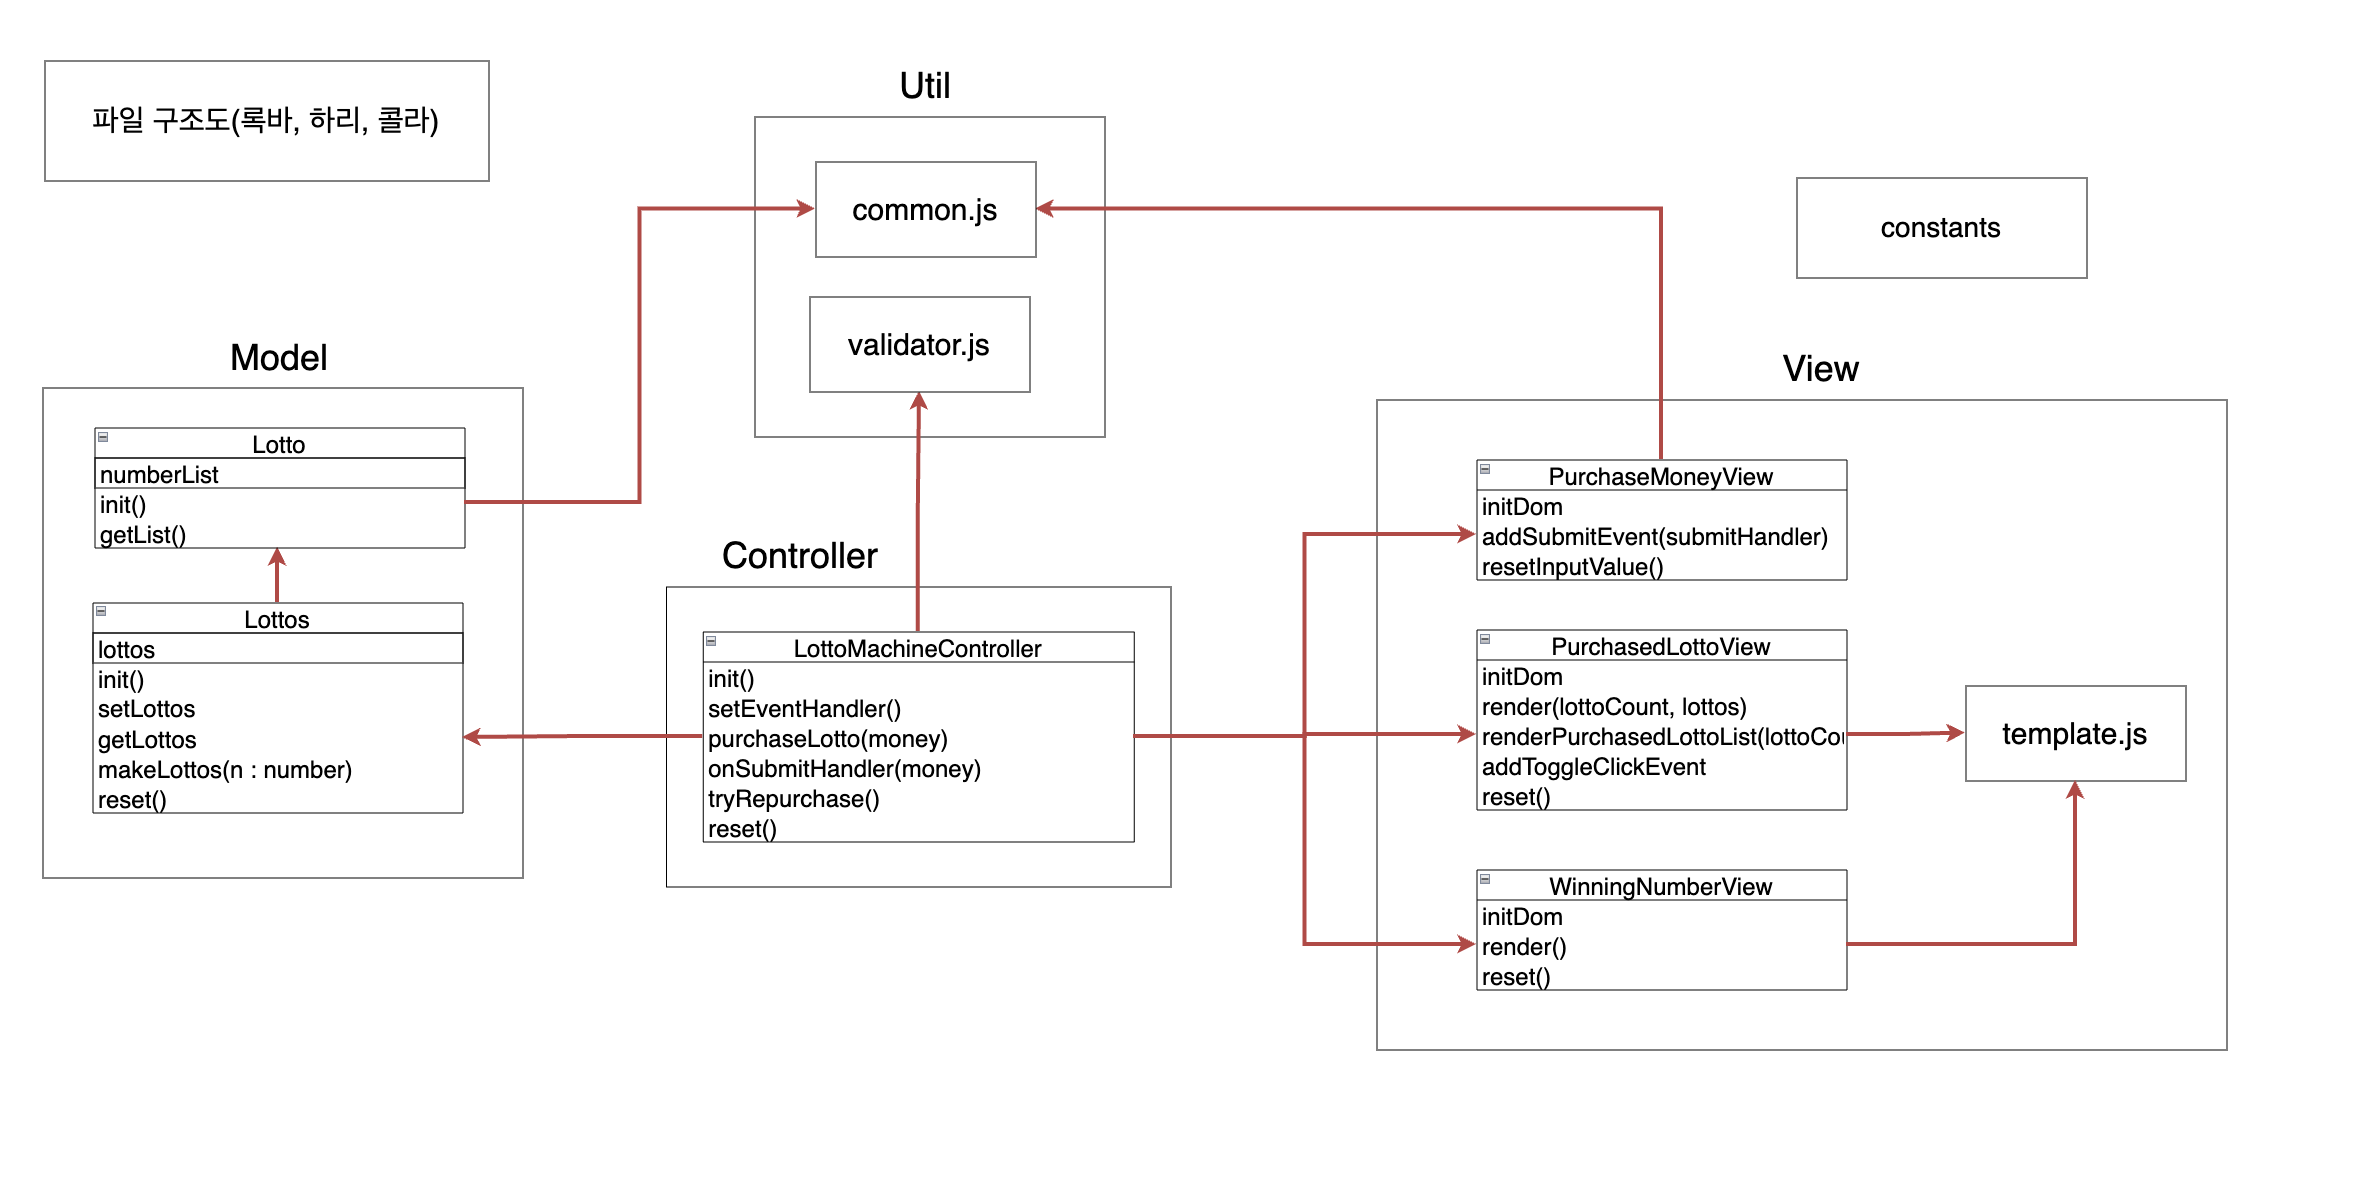 파일 구조도(록바, 하리, 콜라)
Util
common.js
validator.js
constants
Model
Lotto
numberList
init()
getList()
Lottos
lottos
init()
setLottos
getLottos
makeLottos(n : number)
reset()
Controller
LottoMachineController
init()
setEventHandler()
purchaseLotto(money)
onSubmitHandler(money)
tryRepurchase()
reset()
View
PurchaseMoneyView
initDom
addSubmitEvent(submitHandler)
resetInputValue()
PurchasedLottoView
initDom
render(lottoCount, lottos)
renderPurchasedLottoList(lottoCou
addToggleClickEvent
reset()
template.js
WinningNumberView
initDom
render()
reset()